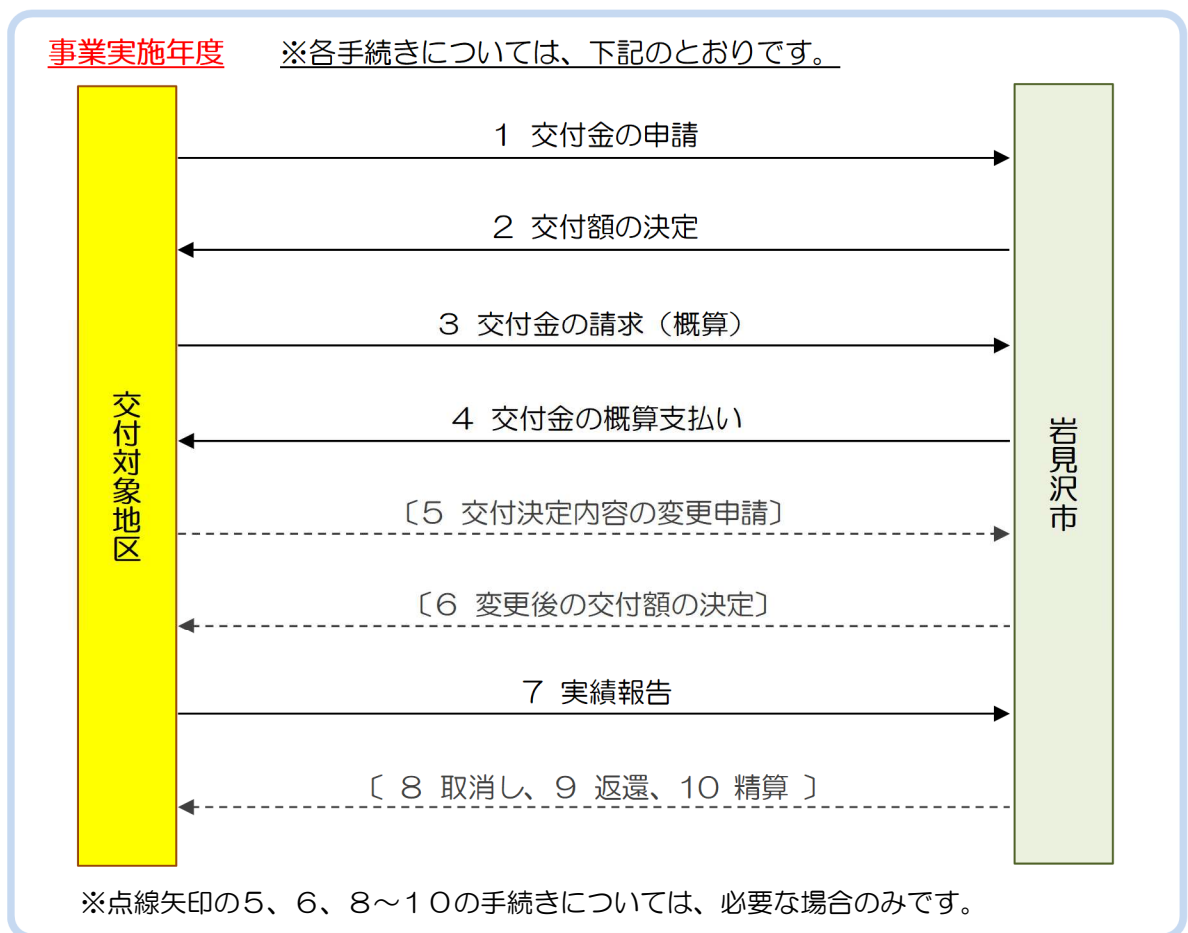 事業実施年度 ※各手続きについては、下記のとおりです。
1 交付金の申請
2 交付額の決定
3 交付金の請求（概算）
4 交付金の概算支払い
交付対象地区
岩見沢市
〔5 交付決定内容の変更申請〕
〔6 変更後の交付額の決定〕
7 実績報告
〔 8 取消し、9 返還、10 精算 〕
※点線矢印の５、６、８～１０の手続きについては、必要な場合のみです。